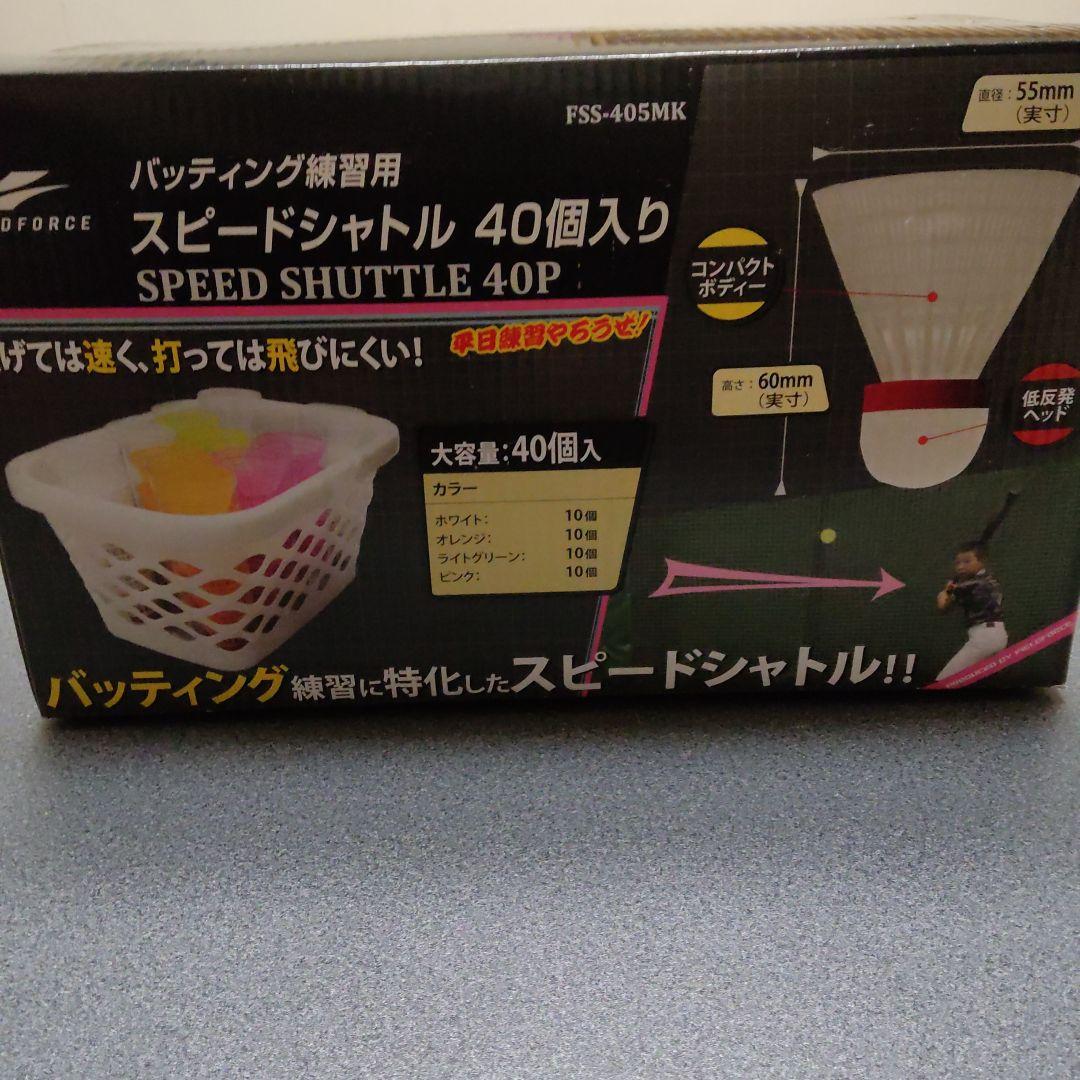 FSS-405MK
直径：55mm
（実寸）
DFORCE
バッティング練習用
スピードシャトル 40個入り
SPEED SHUTTLE 40P
コンパクト
ボディー
げては速く、打っては飛びにくい！
平日練習やろうぜ！
高さ：60mm
（実寸）
低反発
ヘッド
大容量：40個入
カラー
ホワイト： 10個
オレンジ： 10個
ライトグリーン： 10個
ピンク： 10個
バッティング練習に特化したスピードシャトル！！
PRODUCED BY FIELDFORCE